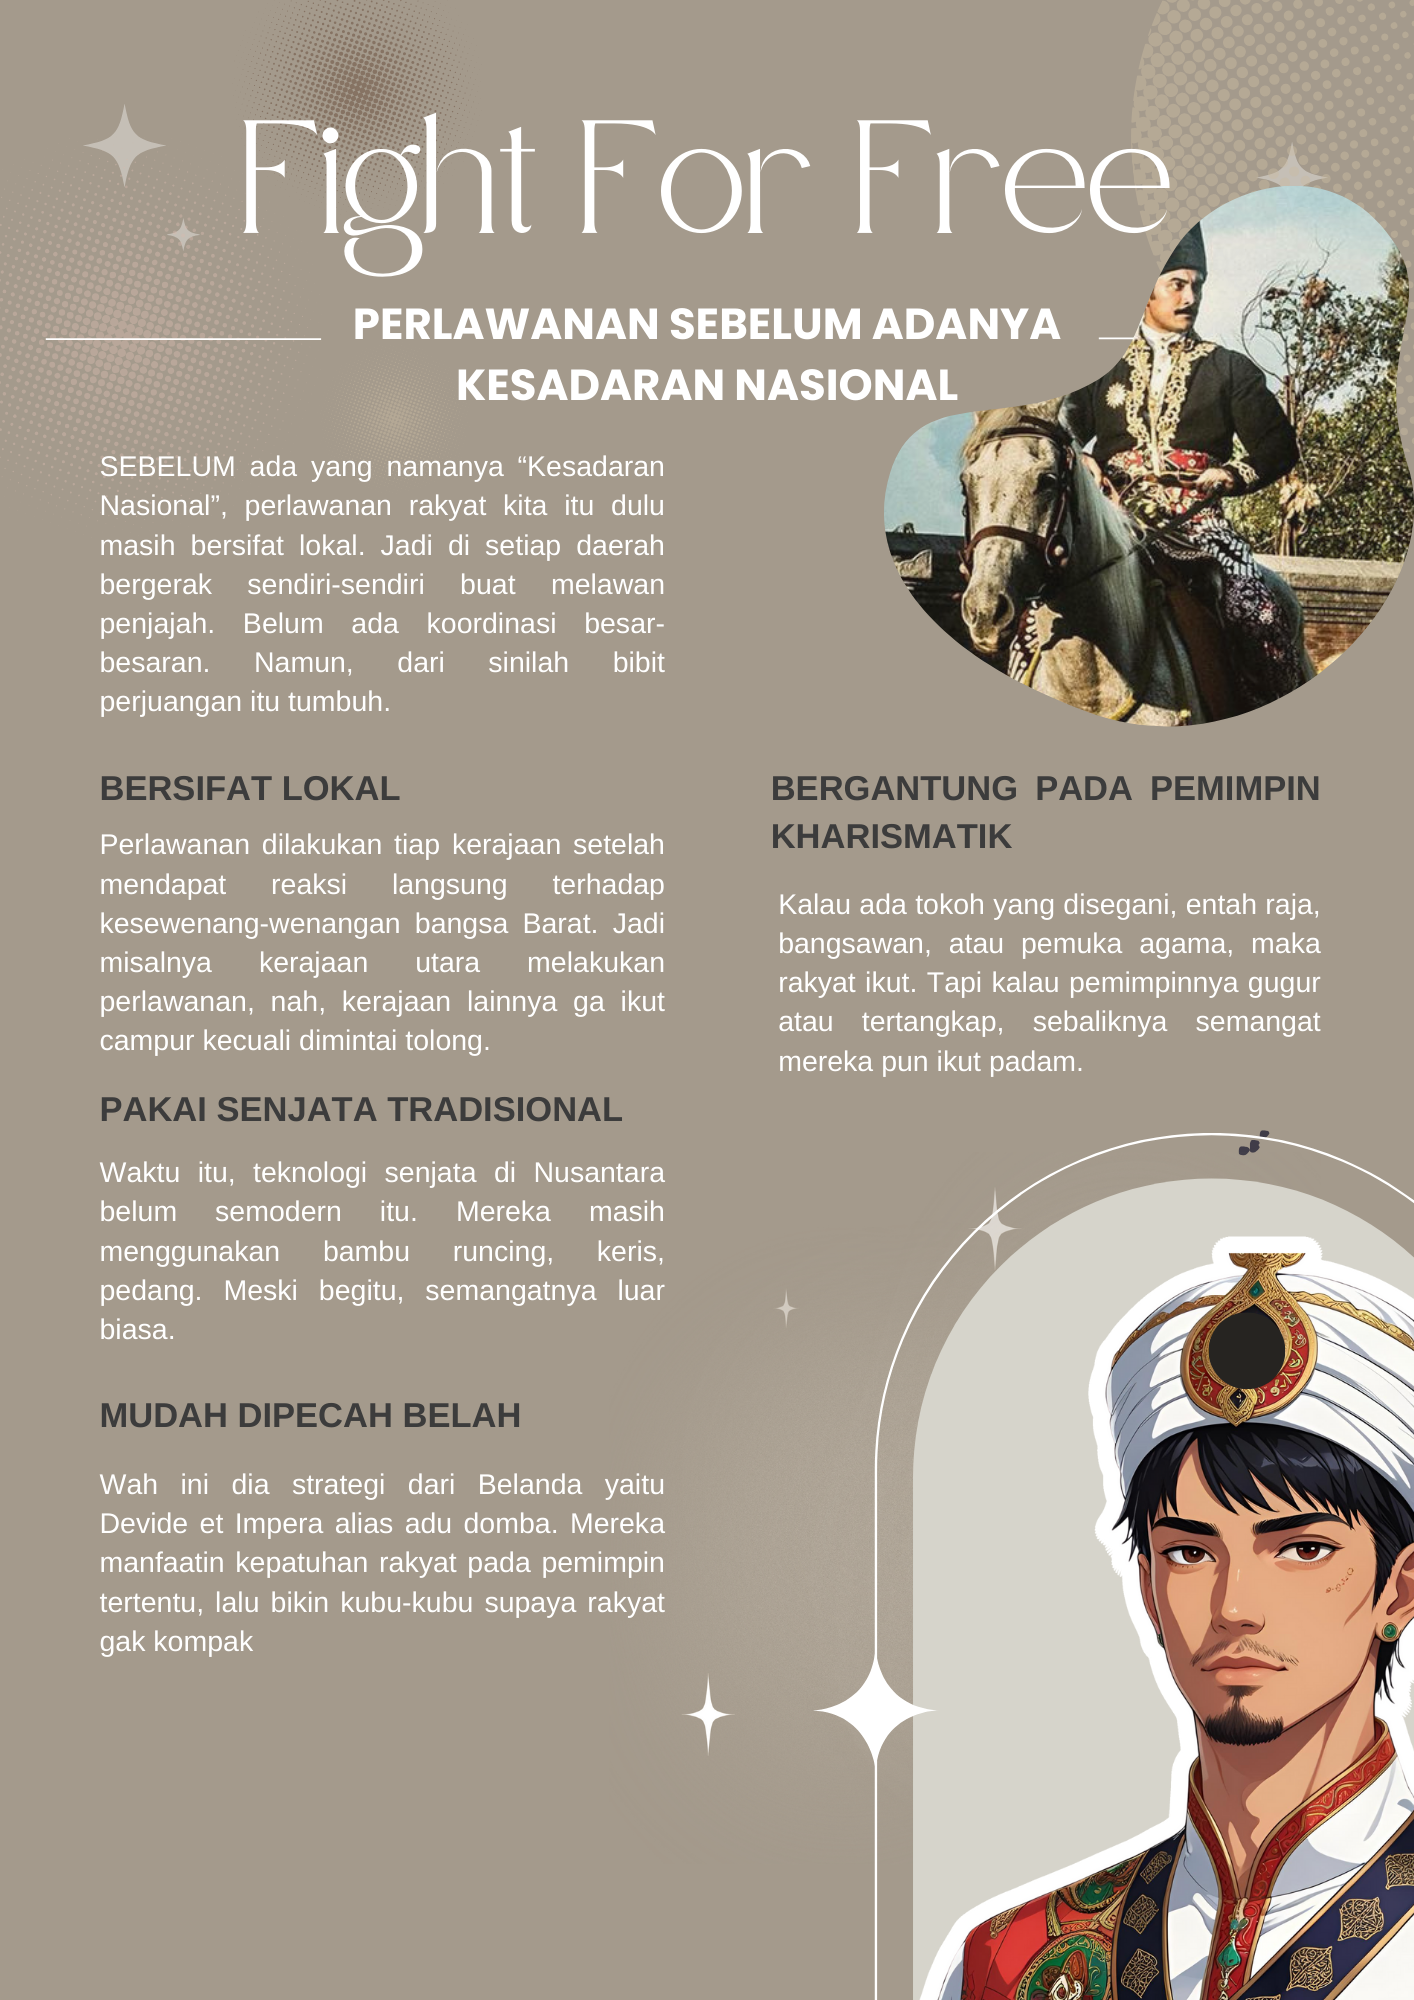 Fight For Free
PERLAWANAN SEBELUM ADANYA
KESADARAN NASIONAL
SEBELUM ada yang namanya “Kesadaran
Nasional”, perlawanan rakyat kita itu dulu
masih bersifat lokal. Jadi di setiap daerah
bergerak sendiri-sendiri buat melawan
penjajah. Belum ada koordinasi besar-
besaran. Namun, dari sinilah bibit
perjuangan itu tumbuh.
BERSIFAT LOKAL
Perlawanan dilakukan tiap kerajaan setelah
mendapat reaksi langsung terhadap
kesewenang-wenangan bangsa Barat. Jadi
misalnya kerajaan utara melakukan
perlawanan, nah, kerajaan lainnya ga ikut
campur kecuali dimintai tolong.
PAKAI SENJATA TRADISIONAL
Waktu itu, teknologi senjata di Nusantara
belum semodern itu. Mereka masih
menggunakan bambu runcing, keris,
pedang. Meski begitu, semangatnya luar
biasa.
MUDAH DIPECAH BELAH
Wah ini dia strategi dari Belanda yaitu
Devide et Impera alias adu domba. Mereka
manfaatin kepatuhan rakyat pada pemimpin
tertentu, lalu bikin kubu-kubu supaya rakyat
gak kompak
BERGANTUNG PADA PEMIMPIN
KHARISMATIK
Kalau ada tokoh yang disegani, entah raja,
bangsawan, atau pemuka agama, maka
rakyat ikut. Tapi kalau pemimpinnya gugur
atau tertangkap, sebaliknya semangat
mereka pun ikut padam.